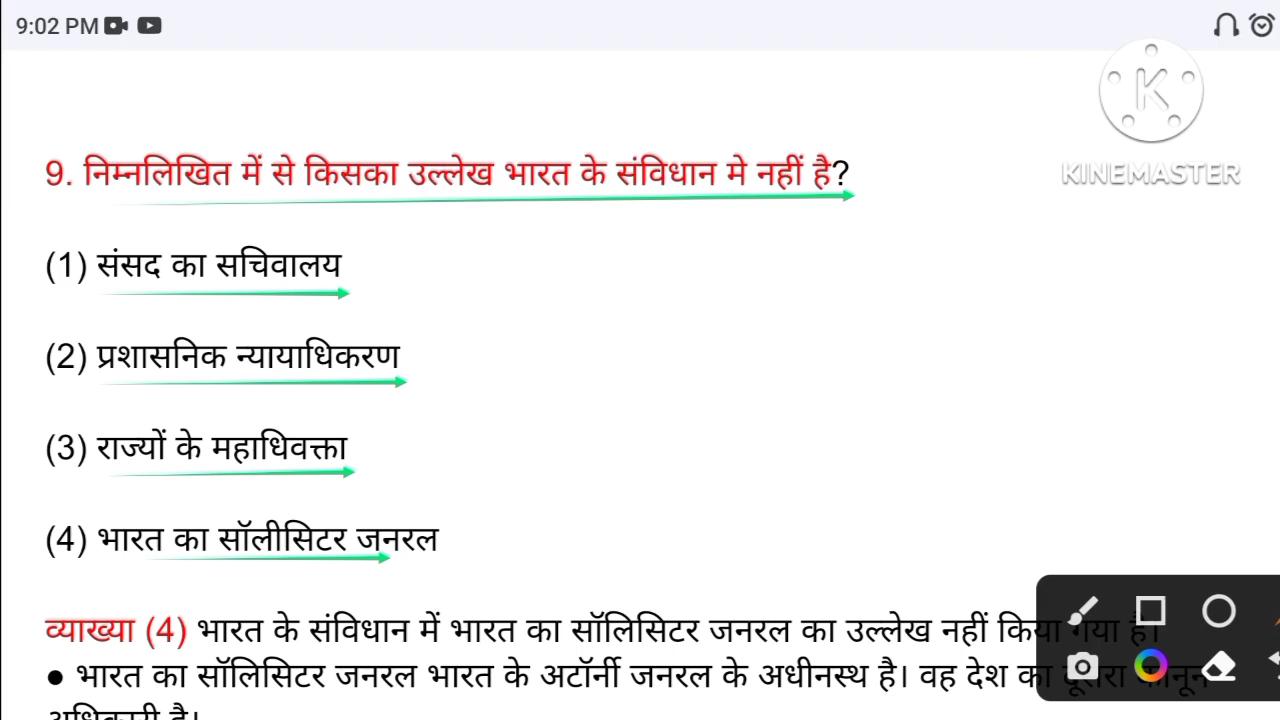 9:02 PM
KINEMASTER
9. निम्नलिखित में से किसका उल्लेख भारत के संविधान मे नहीं है?
(1) संसद का सचिवालय
(2) प्रशासनिक न्यायाधिकरण
(3) राज्यों के महाधिवक्ता
(4) भारत का सॉलीसिटर जनरल
व्याख्या (4) भारत के संविधान में भारत का सॉलिसिटर जनरल का उल्लेख नहीं किया गया है।
● भारत का सॉलिसिटर जनरल भारत के अटॉर्नी जनरल के अधीनस्थ है। वह देश का दूसरा कानून